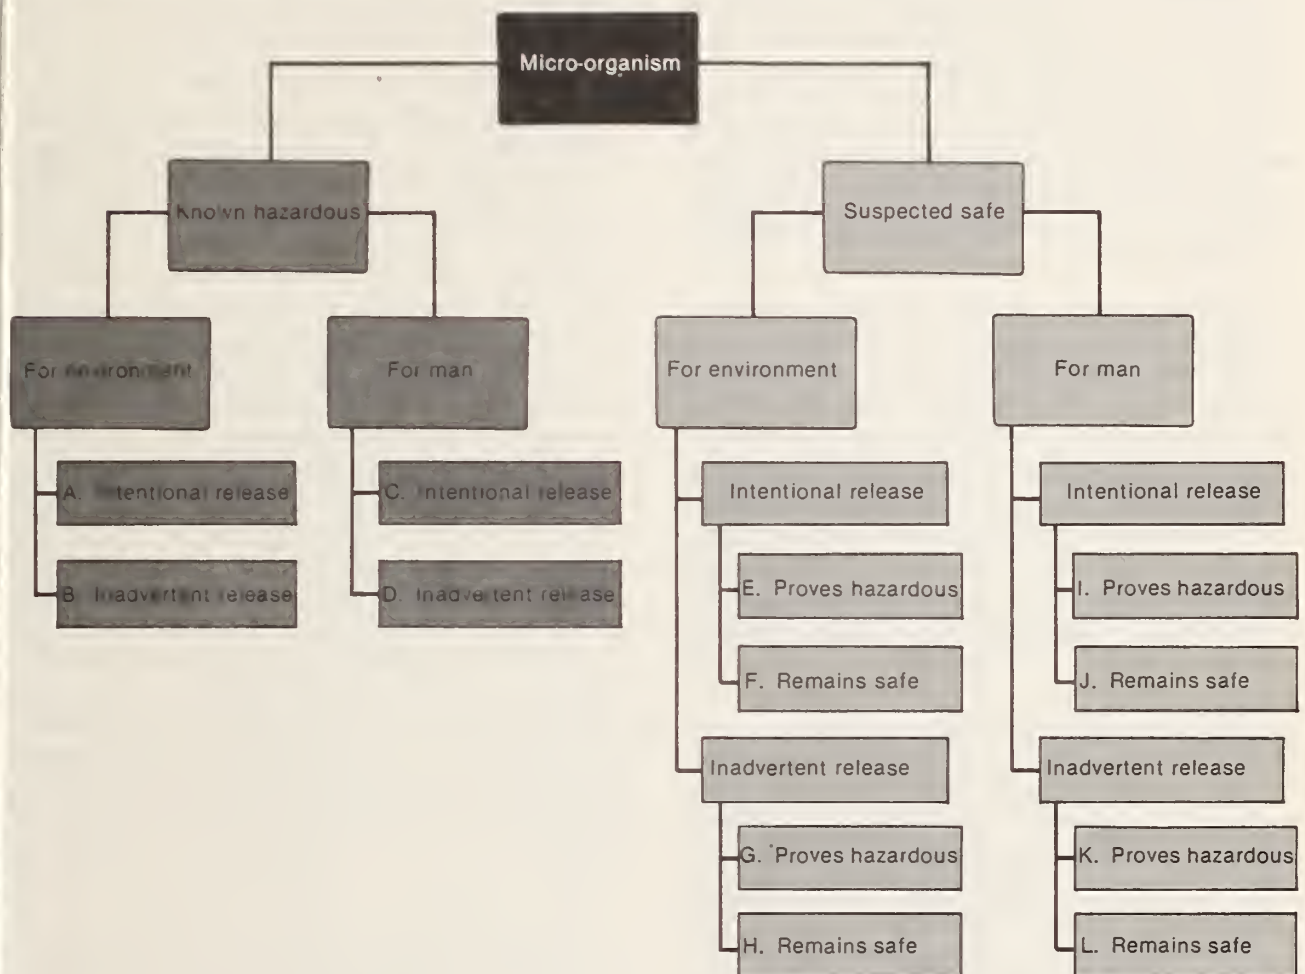 Micro-organism
Known hazardous
Suspected safe
For environment
For man
For environment
For man
A. Intentional release
C. Intentional release
Intentional release
Intentional release
E. Proves hazardous
I. Proves hazardous
B. Inadvertent release
D. Inadvertent release
F. Remains safe
J. Remains safe
Inadvertent release
Inadvertent release
G. Proves hazardous
K. Proves hazardous
H. Remains safe
L. Remains safe